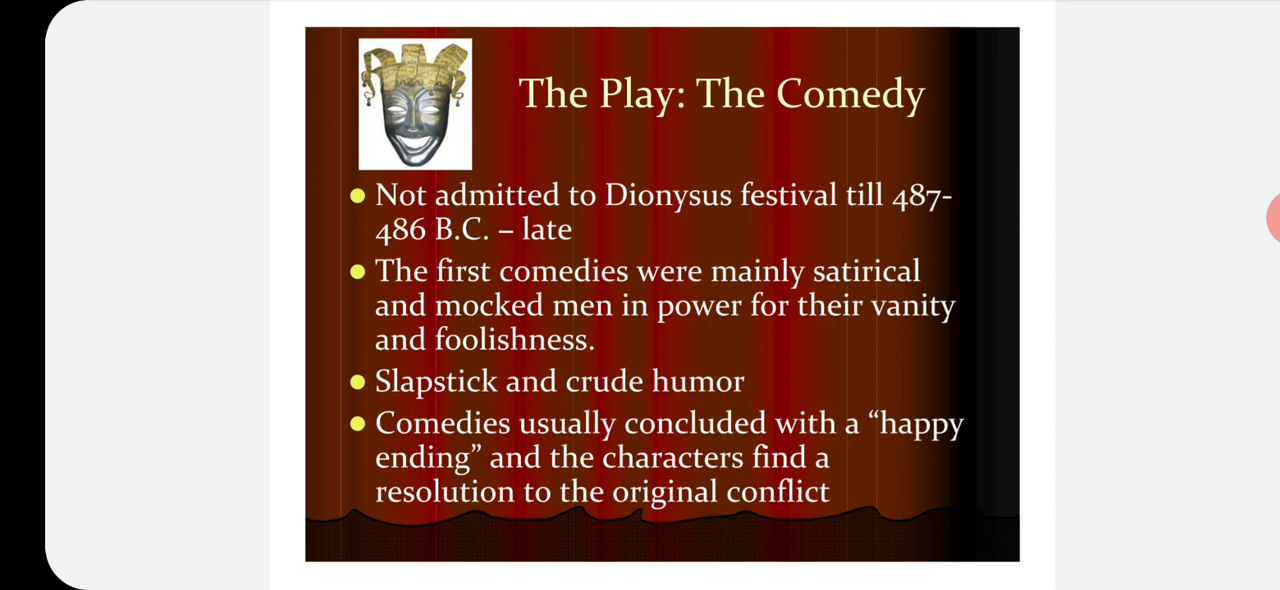 The Play: The Comedy
● Not admitted to Dionysus festival till 487-
486 B.C. – late
● The first comedies were mainly satirical
and mocked men in power for their vanity
and foolishness.
● Slapstick and crude humor
● Comedies usually concluded with a “happy
ending” and the characters find a
resolution to the original conflict